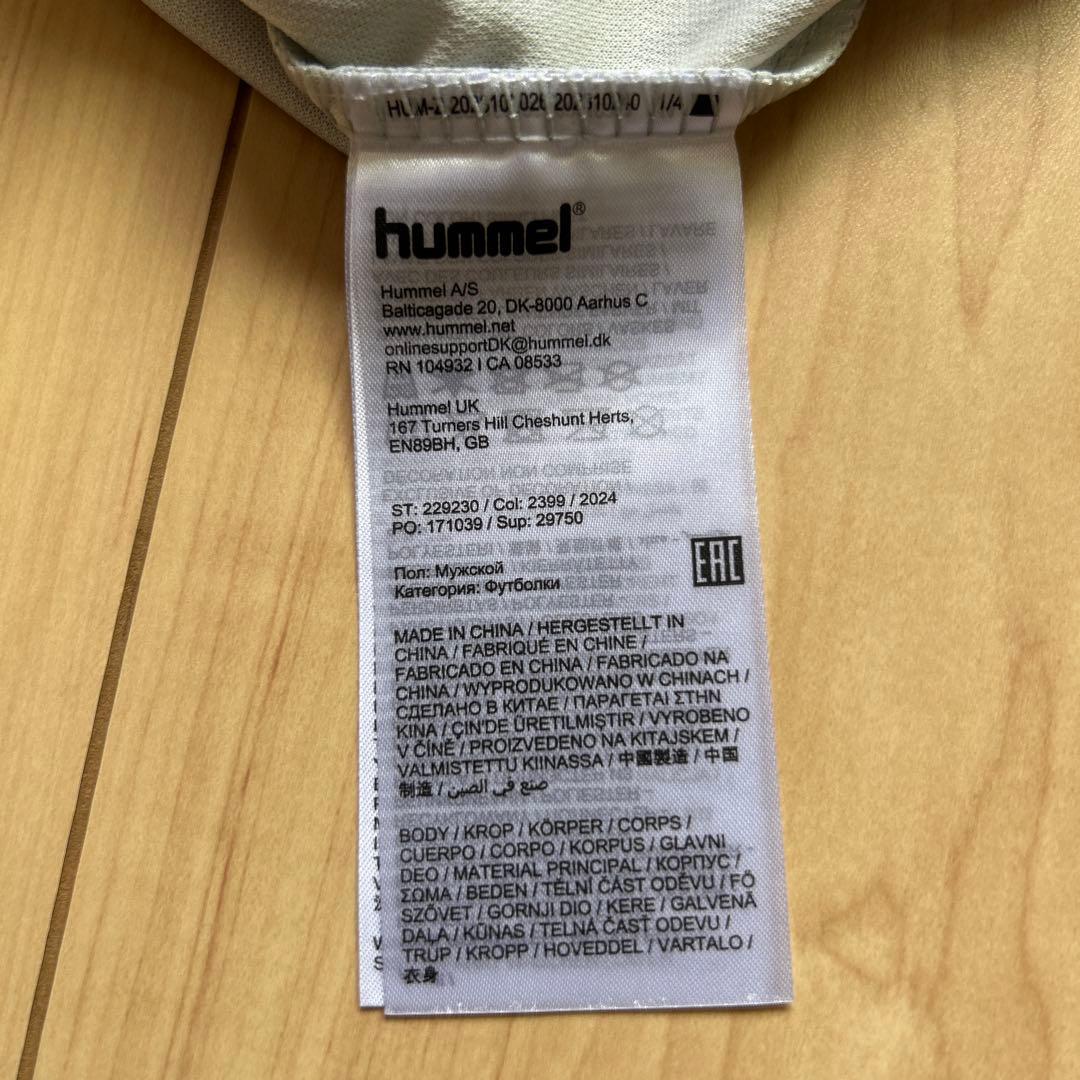 hummel®
Hummel A/S
Balticagade 20, DK-8000 Aarhus C
www.hummel.net
onlinesupportDK@hummel.dk
RN 104932 I CA 08533
Hummel UK
167 Turners Hill Cheshunt Herts,
EN89BH, GB
ST: 229230 / Col: 2399 / 2024
PO: 171039 / Sup: 29750
Пол: Мужской
Категория: Футболки
EAC
MADE IN CHINA / HERGESTELLT IN
CHINA / FABRIQUÉ EN CHINE /
FABRICADO EN CHINA / FABRICADO NA
CHINA / WYPRODUKOWANO W CHINACH /
СДЕЛАНО В КИТАЕ / ΠΑΡΑΓΕΤΑΙ ΣΤΗΝ
ΚΙΝΑ / ÇIN'DE ÜRETILMISTIR / VYROBENO
V ČÍNĚ / PROIZVEDENO NA KITAJSKEM /
VALMISTETTU KIINASSA / 中國製造 / 中国
制造 / صنع في الصين
BODY / KROP / KÖRPER / CORPS /
CUERPO / CORPO / KORPUS / GLAVNI
DEO / MATERIAL PRINCIPAL / КОРПУС /
ΣΩΜΑ / BEDEN / TĚLNÍ ČÁST ODĚVU / FŐ
SZÖVET / GORNJI DIO / KERE / GALVENĀ
DAĻA / KŪNAS / TELNÁ ČASŤ ODEVU /
TRUP / KROPP / HOVEDDEL / VARTALO /
衣身